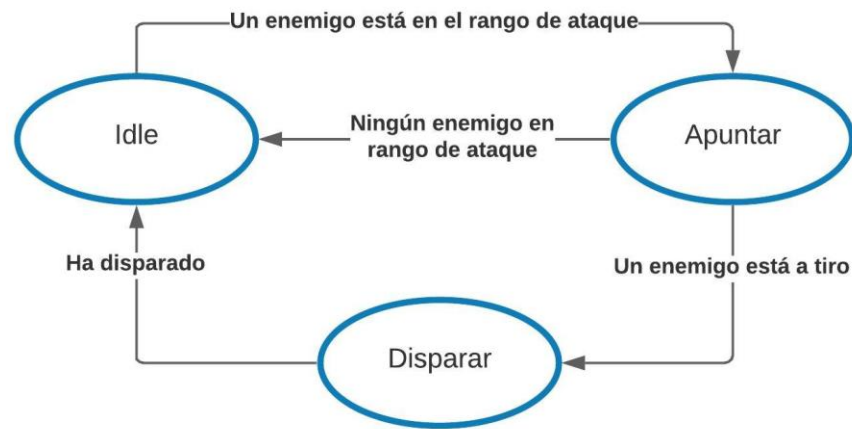 Un enemigo está en el rango de ataque
Idle
Ningún enemigo en
rango de ataque
Apuntar
Ha disparado
Un enemigo está a tiro
Disparar